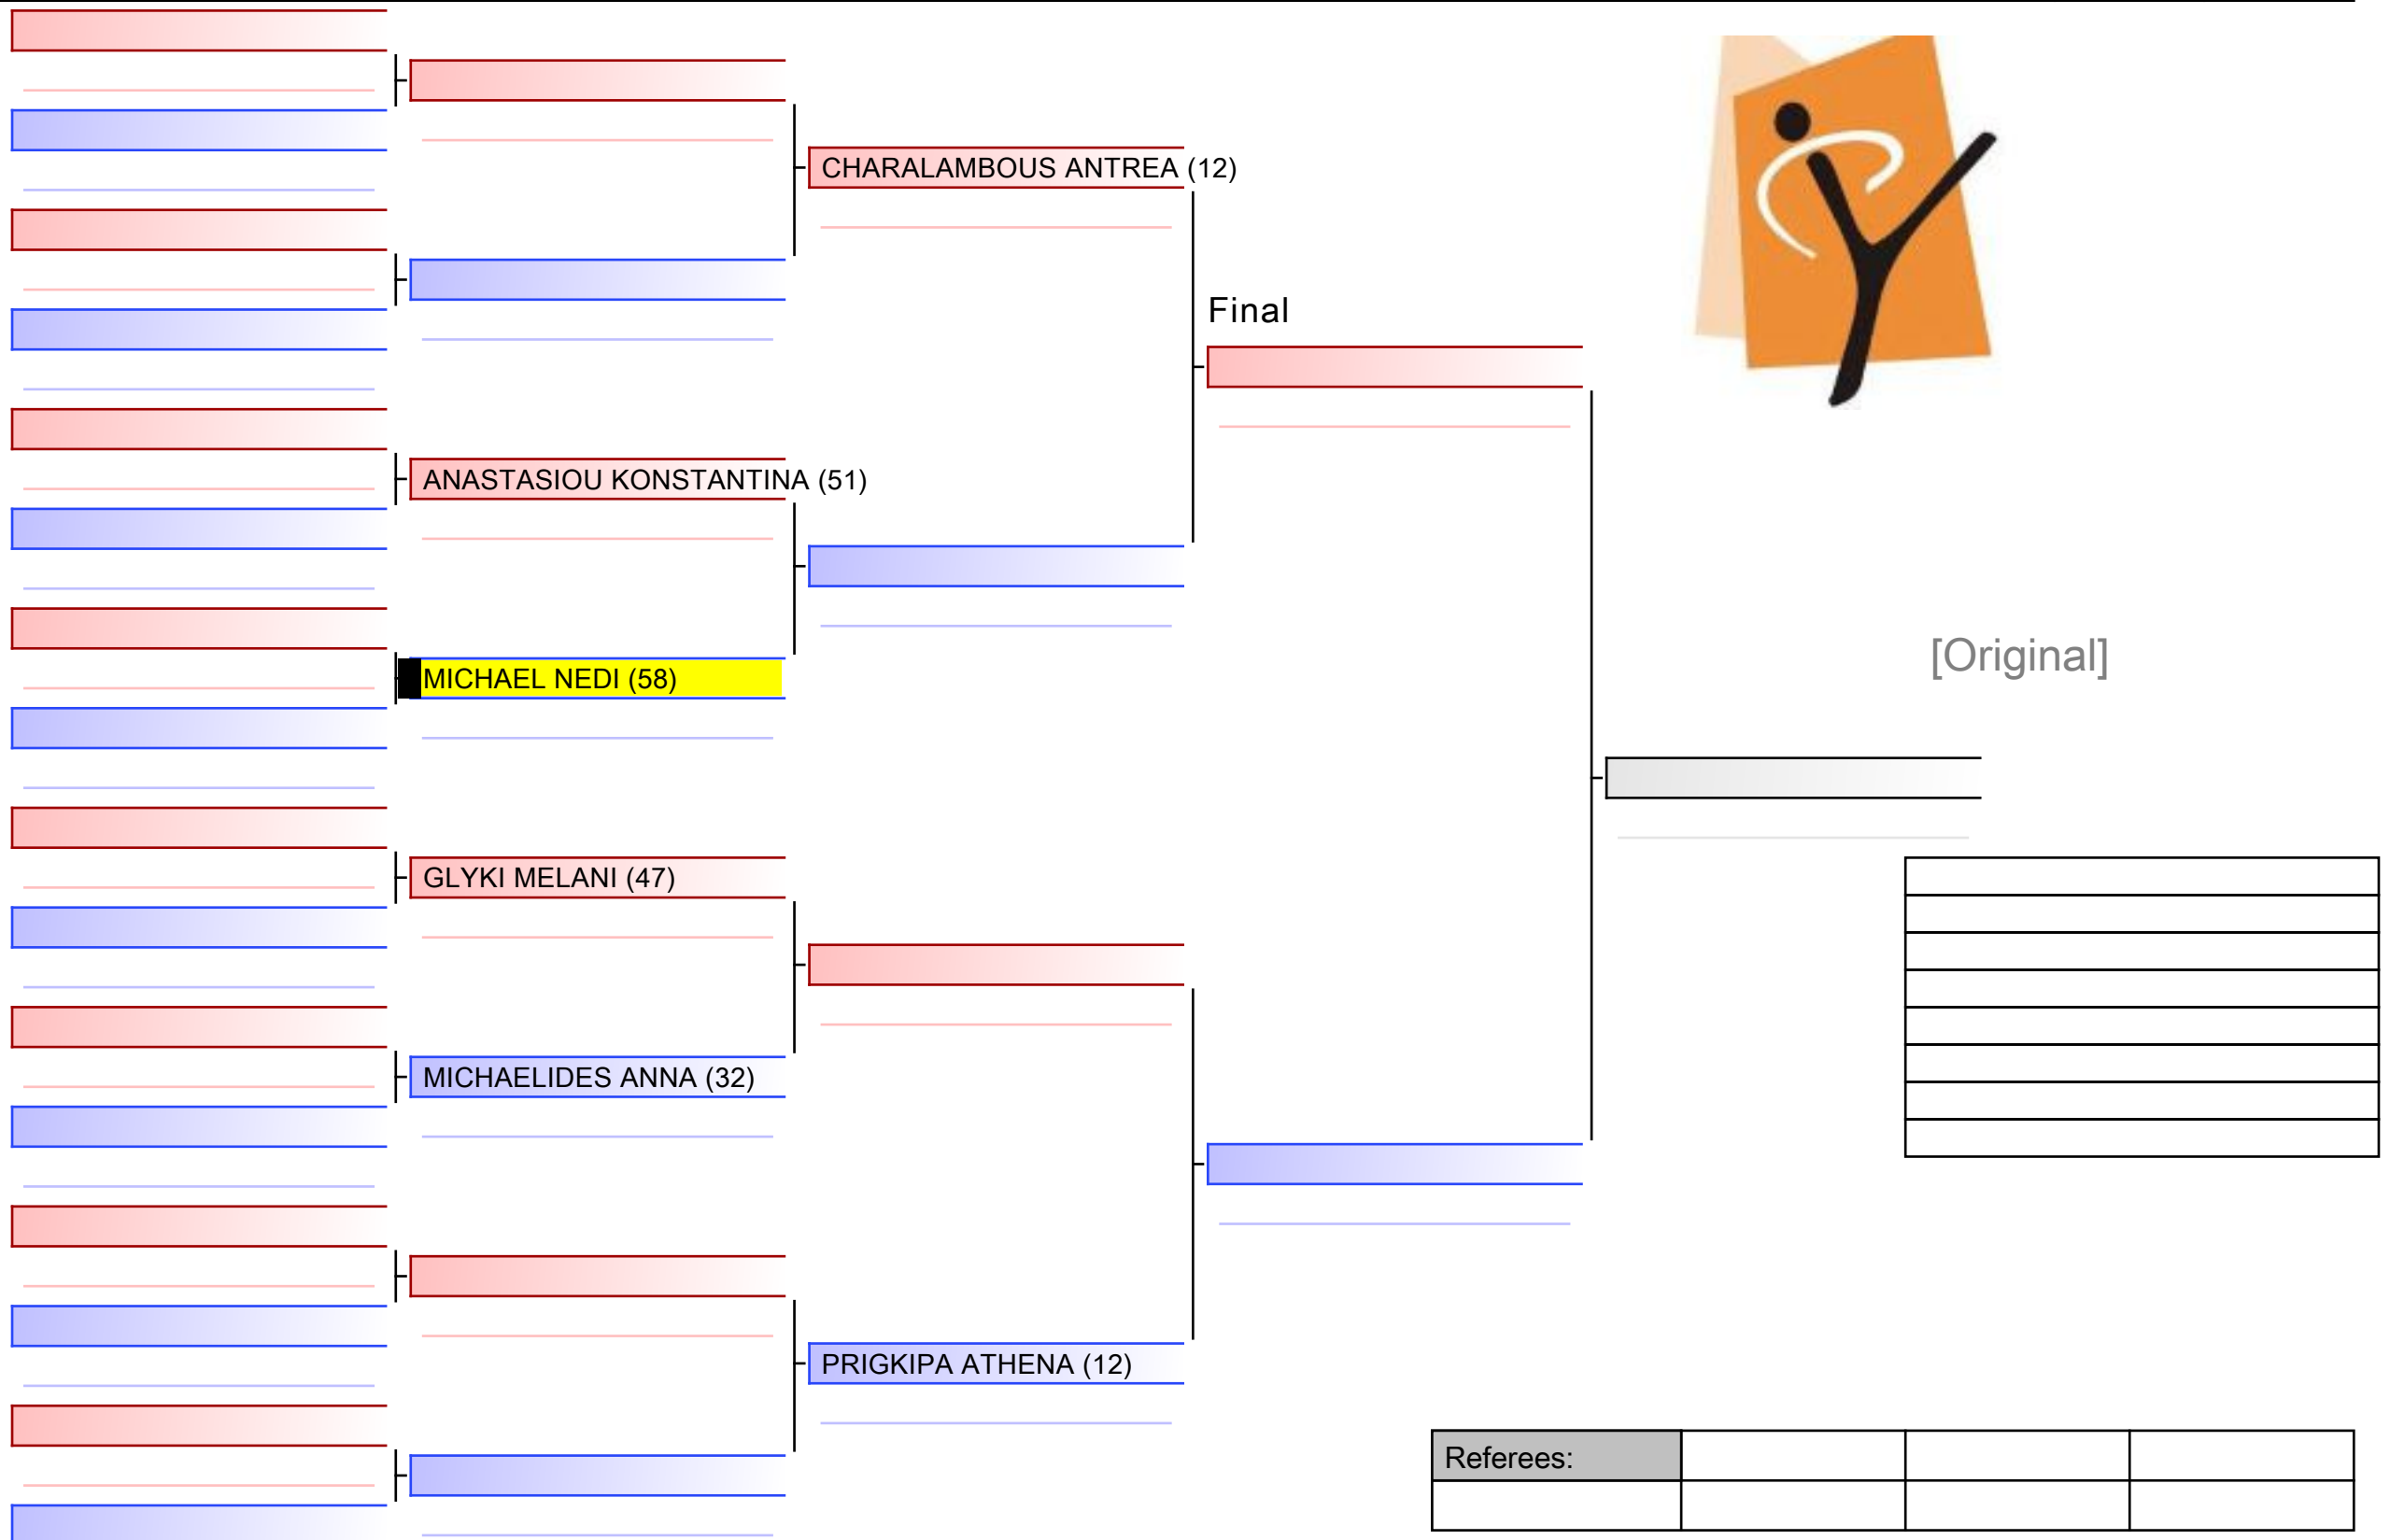 CHARALAMBOUS ANTREA (12)
Final
ANASTASIOU KONSTANTINA (51)
[Original]
MICHAEL NEDI (58)
GLYKI MELANI (47)
MICHAELIDES ANNA (32)
PRIGKIPA ATHENA (12)
Referees: